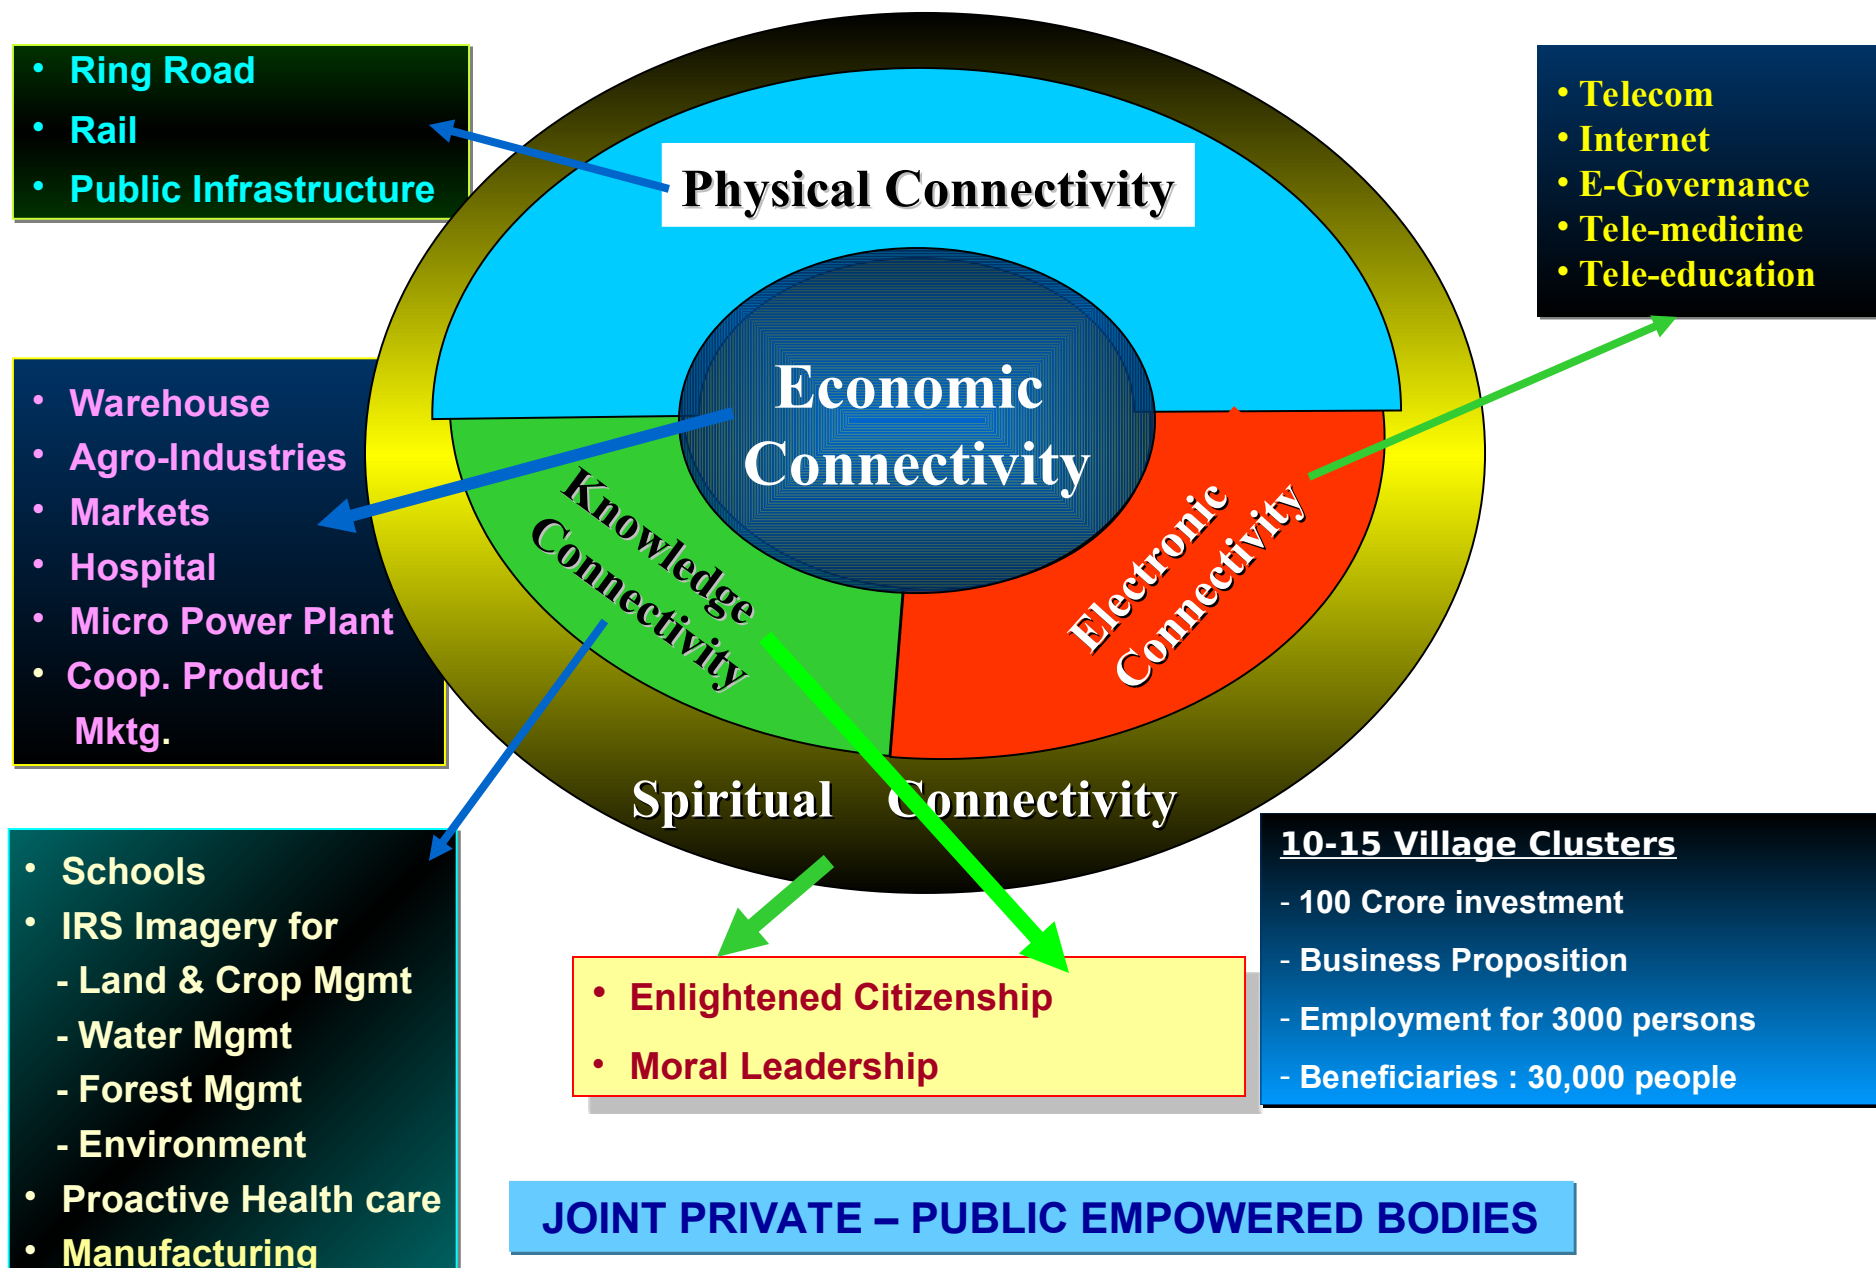 • Ring Road
• Rail
• Public Infrastructure
Physical Connectivity
• Telecom
• Internet
• E-Governance
• Tele-medicine
• Tele-education
Economic
Connectivity
• Warehouse
• Agro-Industries
• Markets
• Hospital
• Micro Power Plant
• Coop. Product
Mktg.
Knowledge
Connectivity
Electronic
Connectivity
Spiritual Connectivity
• Schools
• IRS Imagery for
- Land & Crop Mgmt
- Water Mgmt
- Forest Mgmt
- Environment
• Proactive Health care
• Manufacturing
• Enlightened Citizenship
• Moral Leadership
10-15 Village Clusters
- 100 Crore investment
- Business Proposition
- Employment for 3000 persons
- Beneficiaries : 30,000 people
JOINT PRIVATE – PUBLIC EMPOWERED BODIES